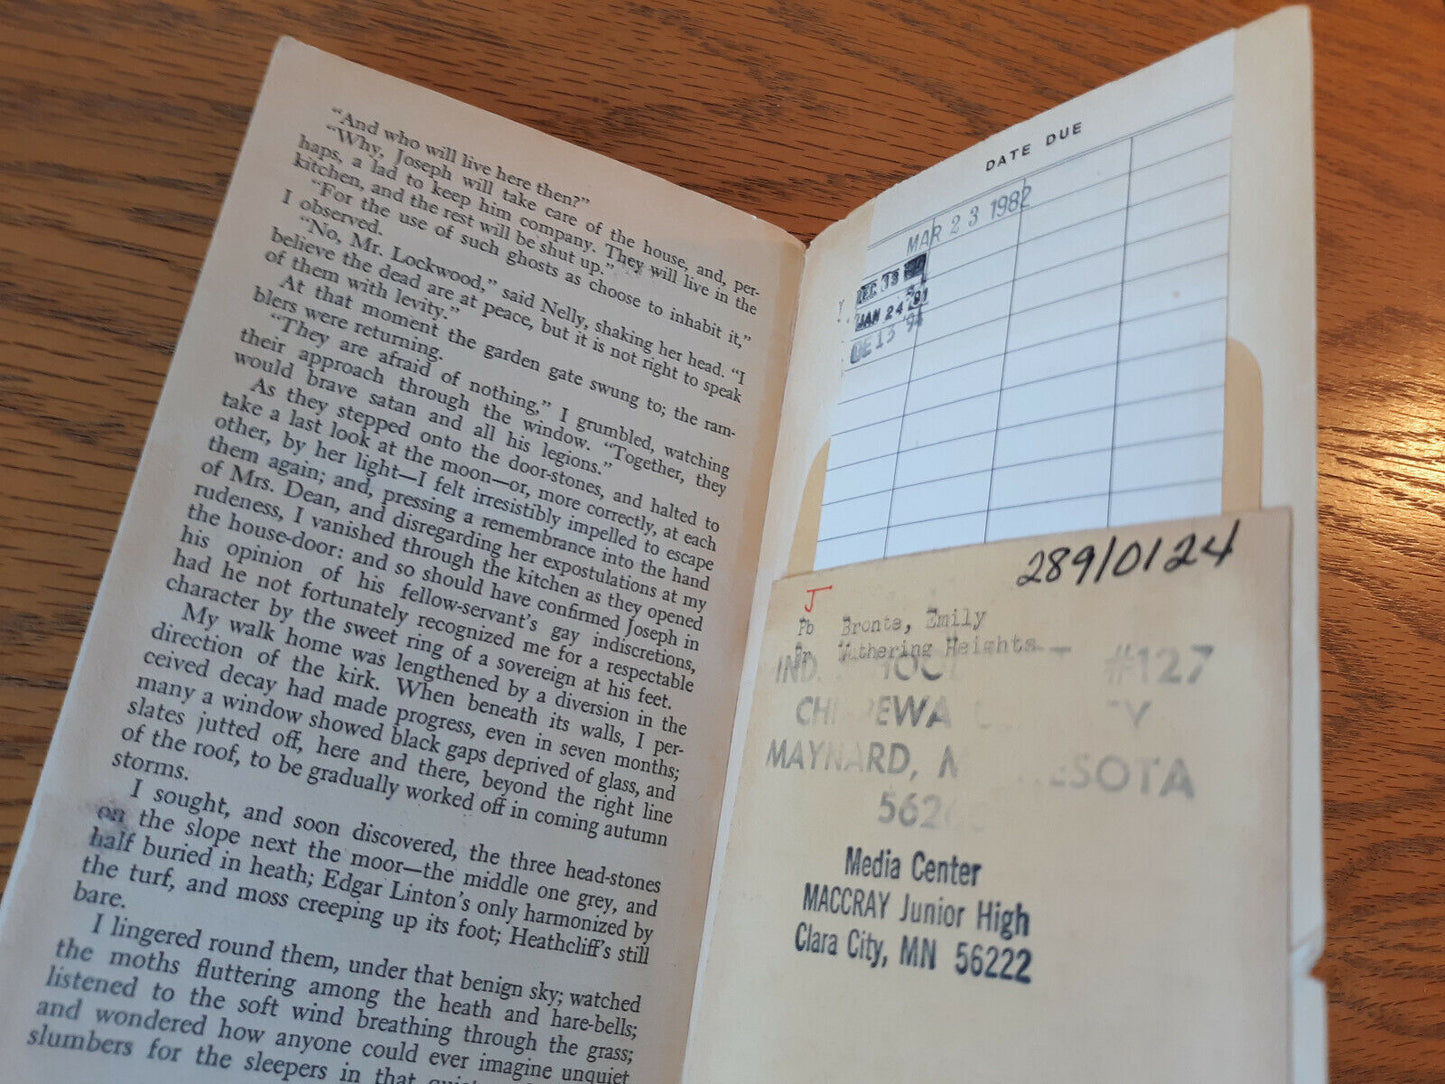 "And who will live here then?"
"Why, Joseph will take care of the house, and, per-
haps, a lad to keep him company. They will live in the
kitchen, and the rest will be shut up."
"For the use of such ghosts as choose to inhabit it,"
I observed.
"No, Mr. Lockwood," said Nelly, shaking her head. "I
believe the dead are at peace, but it is not right to speak
of them with levity."
At that moment the garden gate swung to; the ram-
blers were returning.
"They are afraid of nothing," I grumbled, watching
their approach through the window. "Together, they
would brave satan and all his legions."
As they stepped onto the door-stones, and halted to
take a last look at the moon—or, more correctly, at each
other, by her light—I felt irresistibly impelled to escape
them again; and, pressing a remembrance into the hand
of Mrs. Dean, and disregarding her expostulations at my
rudeness, I vanished through the kitchen as they opened
the house-door: and so should have confirmed Joseph in
his opinion of his fellow-servant's gay indiscretions,
had he not fortunately recognized me for a respectable
character by the sweet ring of a sovereign at his feet.
My walk home was lengthened by a diversion in the
direction of the kirk. When beneath its walls, I per-
ceived decay had made progress, even in seven months;
many a window showed black gaps deprived of glass, and
slates jutted off, here and there, beyond the right line
of the roof, to be gradually worked off in coming autumn
storms.
I sought, and soon discovered, the three head-stones
on the slope next the moor—the middle one grey, and
half buried in heath; Edgar Linton's only harmonized by
the turf, and moss creeping up its foot; Heathcliff's still
bare.
I lingered round them, under that benign sky; watched
the moths fluttering among the heath and hare-bells;
listened to the soft wind breathing through the grass;
and wondered how anyone could ever imagine unquiet
slumbers for the sleepers in that
DATE DUE
MAR 23 1982
DEC 13
JAN 24 '91
DE 13 '94
289/0124
J
Pb Bronte, Emily
Br Wuthering Heights
IND. #127
MAYNARD,
Media Center
MACCRAY Junior High
Clara City, MN 56222